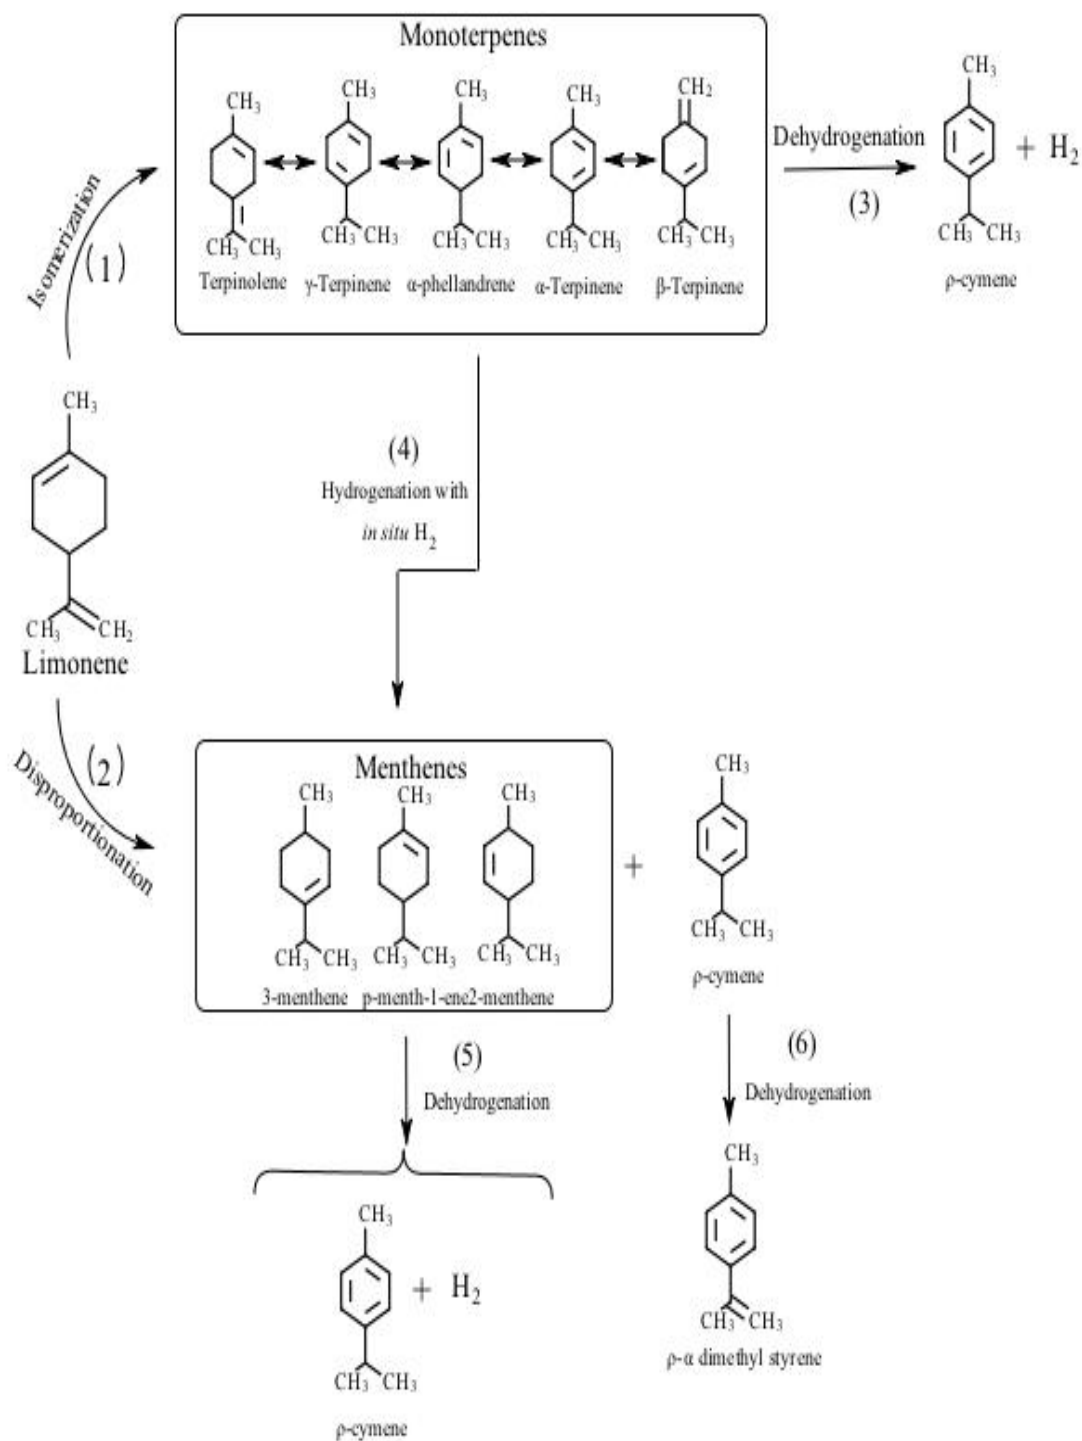 Monoterpenes
CH3 CH3 CH3 CH3 CH2
CH3 CH3 CH3 CH3 CH3 CH3 CH3 CH3 CH3 CH3
Terpinolene γ-Terpinene α-phellandrene α-Terpinene β-Terpinene
Dehydrogenation
(3)
CH3
+ H2
CH3 CH3
ρ-cymene
Isomerization
(1)
CH3
CH3 CH2
Limonene
(4)
Hydrogenation with
in situ H2
(2)
Disproportionation
Menthenes
CH3 CH3 CH3
CH3 CH3 CH3 CH3 CH3 CH3
3-menthene p-menth-1-ene2-menthene
+
CH3
CH3 CH3
ρ-cymene
(5)
Dehydrogenation
(6)
Dehydrogenation
CH3
+ H2
CH3 CH3
ρ-cymene
CH3
CH3 CH3
ρ-α dimethyl styrene